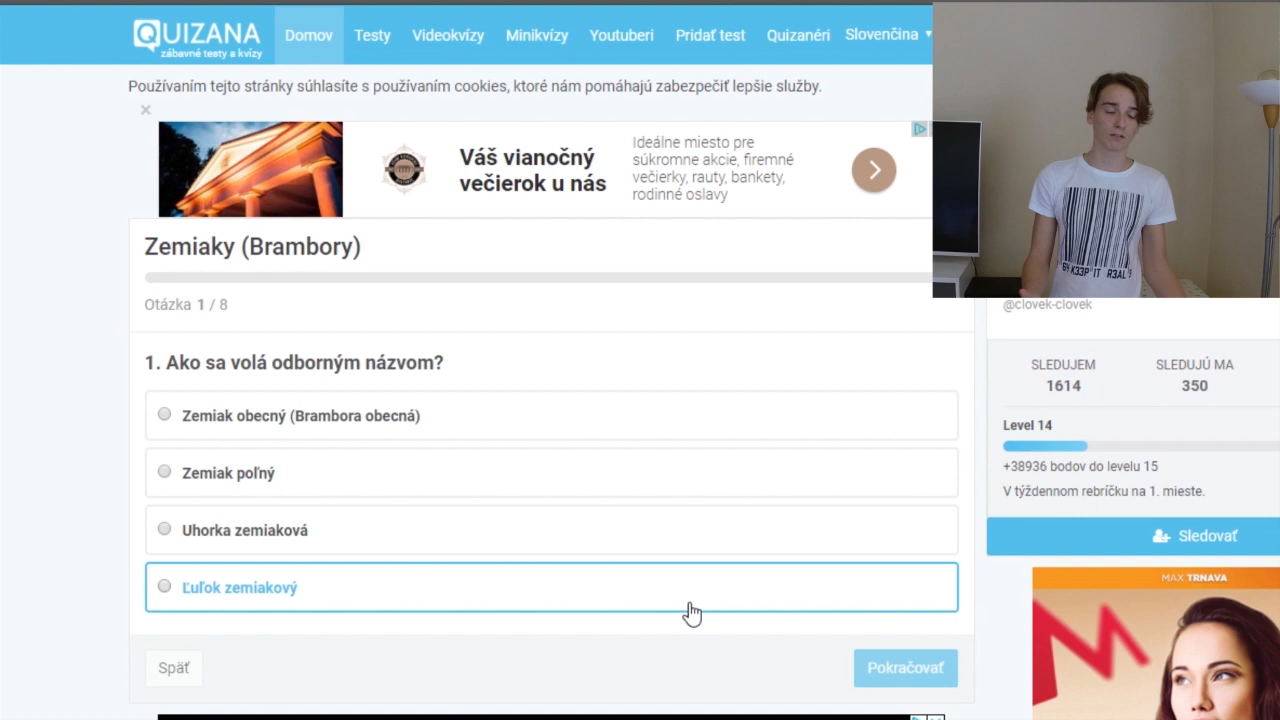 QUIZANA
zábavné testy a kvízy
Domov
Testy
Videokvízy
Minikvízy
Youtuberi
Pridať test
Quizanéri
Slovenčina
Používaním tejto stránky súhlasíte s používaním cookies, ktoré nám pomáhajú zabezpečiť lepšie služby.
Váš vianočný
večierok u nás
Ideálne miesto pre
súkromne akcie, firemné
večierky, rauty, bankety,
rodinné oslavy
K33P IT R3AL
Zemiaky (Brambory)
Otázka 1 / 8
1. Ako sa volá odborným názvom?
Zemiak obecný (Brambora obecná)
Zemiak poľný
Uhorka zemiaková
Ľuľok zemiakový
Späť
Pokračovať
@clovek-clovek
SLEDUJEM
1614
SLEDUJÚ MA
350
Level 14
+38936 bodov do levelu 15
V týždennom rebríčku na 1. mieste.
Sledovať
MAX TRNAVA
M